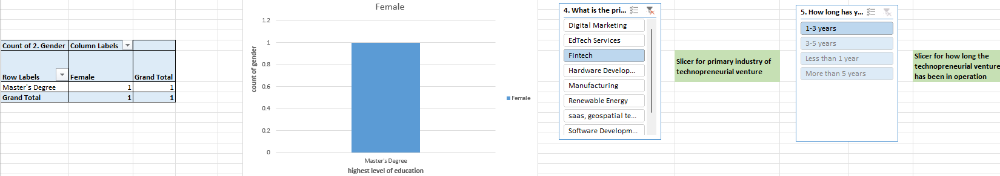 Count of 2. Gender Column Labels
Row Labels Female Grand Total
Master's Degree 1 1
Grand Total 1 1
Female
count of gender
1.2
1
0.8
0.6
0.4
0.2
0
Master's Degree
highest level of education
Female
4. What is the pri...
Digital Marketing
EdTech Services
Fintech
Hardware Develop...
Manufacturing
Renewable Energy
saas, geospatial te...
Software Developm...
Slicer for primary industry of
technopreneurial venture
5. How long has y...
1-3 years
3-5 years
Less than 1 year
More than 5 years
Slicer for how long the
technopreneurial venture
has been in operation